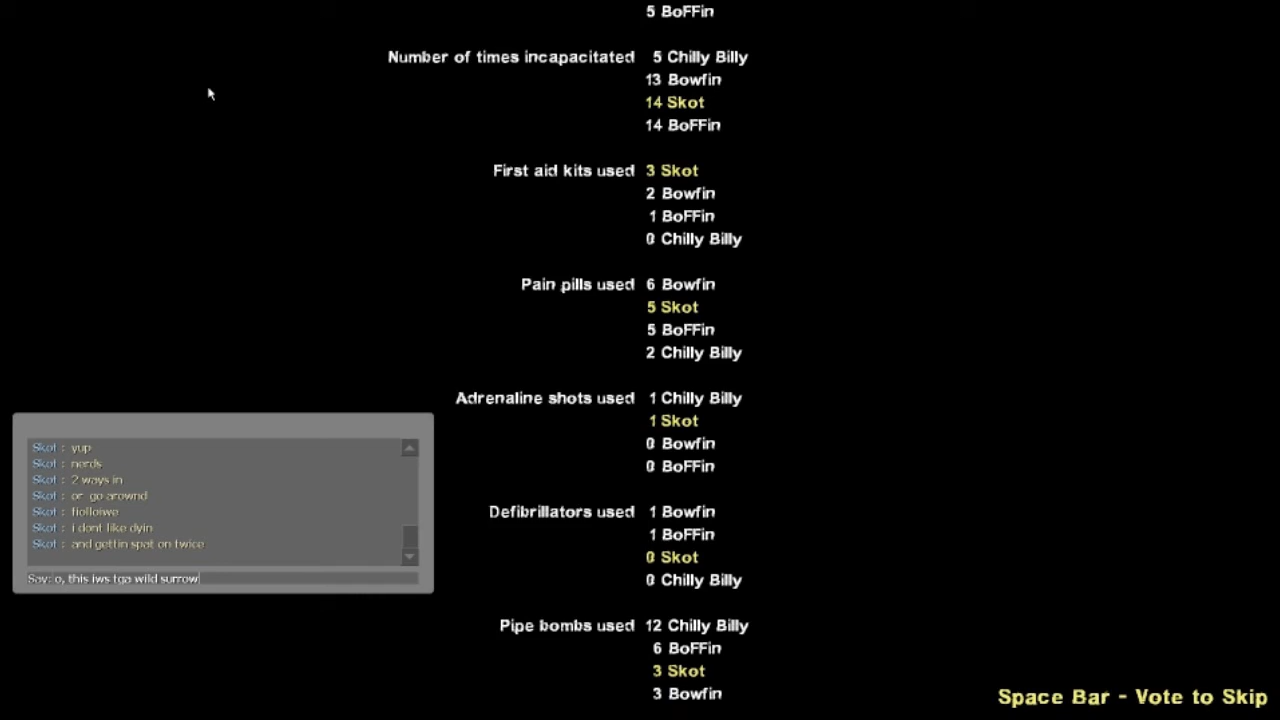 5 BoFFin
Number of times incapacitated 5 Chilly Billy
13 Bowfin
14 Skot
14 BoFFin
First aid kits used 3 Skot
2 Bowfin
1 BoFFin
0 Chilly Billy
Pain pills used 6 Bowfin
5 Skot
5 BoFFin
2 Chilly Billy
Adrenaline shots used 1 Chilly Billy
1 Skot
0 Bowfin
0 BoFFin
Defibrillators used 1 Bowfin
1 BoFFin
0 Skot
0 Chilly Billy
Pipe bombs used 12 Chilly Billy
6 BoFFin
3 Skot
3 Bowfin
Skot : yup
Skot : nerds
Skot : 2 ways in
Skot : or go arownd
Skot : fiolloiwe
Skot : i dont like dyin
Skot : and gettin spat on twice
Say: o, this iws tga wild surrow
Space Bar - Vote to Skip